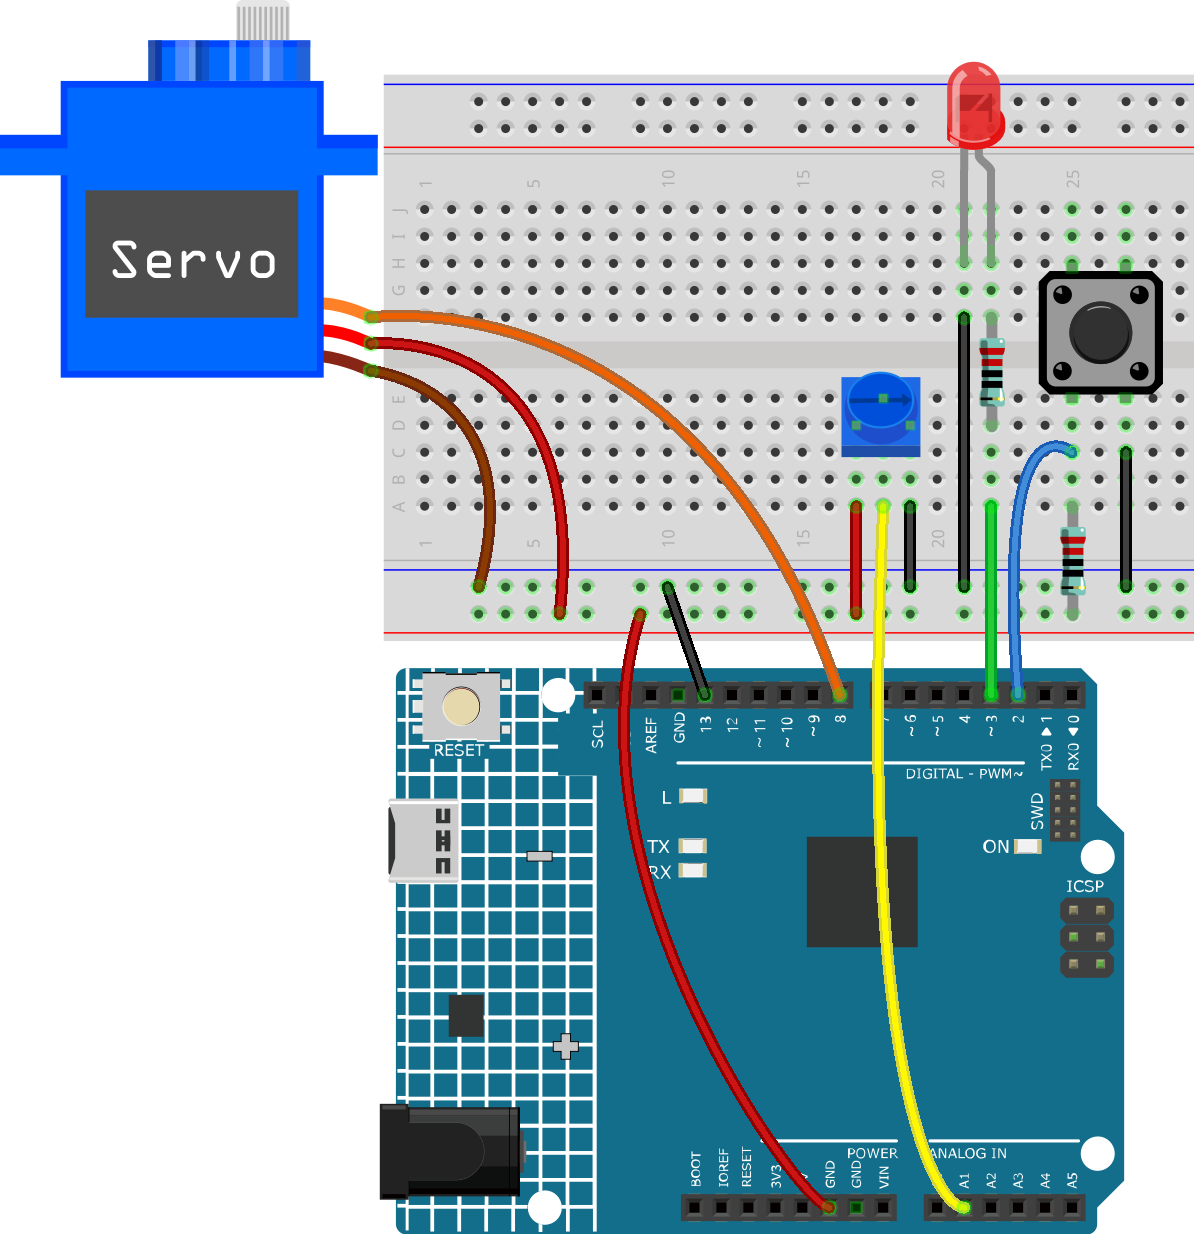 1 5 10 15 20 25
J
I
H
G
Servo
E
D
C
B
A
1 5 10 15 20
SCL
AREF
GND
13
12
~11
~10
~9
8
7
~6
~5
4
~3
2
TX0 ▶ 1
RX0 ◀ 0
RESET
DIGITAL - PWM~
L
TX
RX
SWD
ON
ICSP
POWER
ANALOG IN
BOOT
IOREF
RESET
3V3
GND
GND
VIN
A1
A2
A3
A4
A5